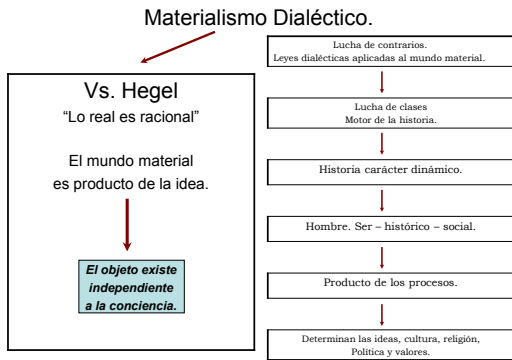 Materialismo Dialéctico.
Vs. Hegel
“Lo real es racional”
El mundo material
es producto de la idea.
El objeto existe
independiente
a la conciencia.
Lucha de contrarios.
Leyes dialécticas aplicadas al mundo material.
Lucha de clases
Motor de la historia.
Historia carácter dinámico.
Hombre. Ser – histórico – social.
Producto de los procesos.
Determinan las ideas, cultura, religión,
Política y valores.